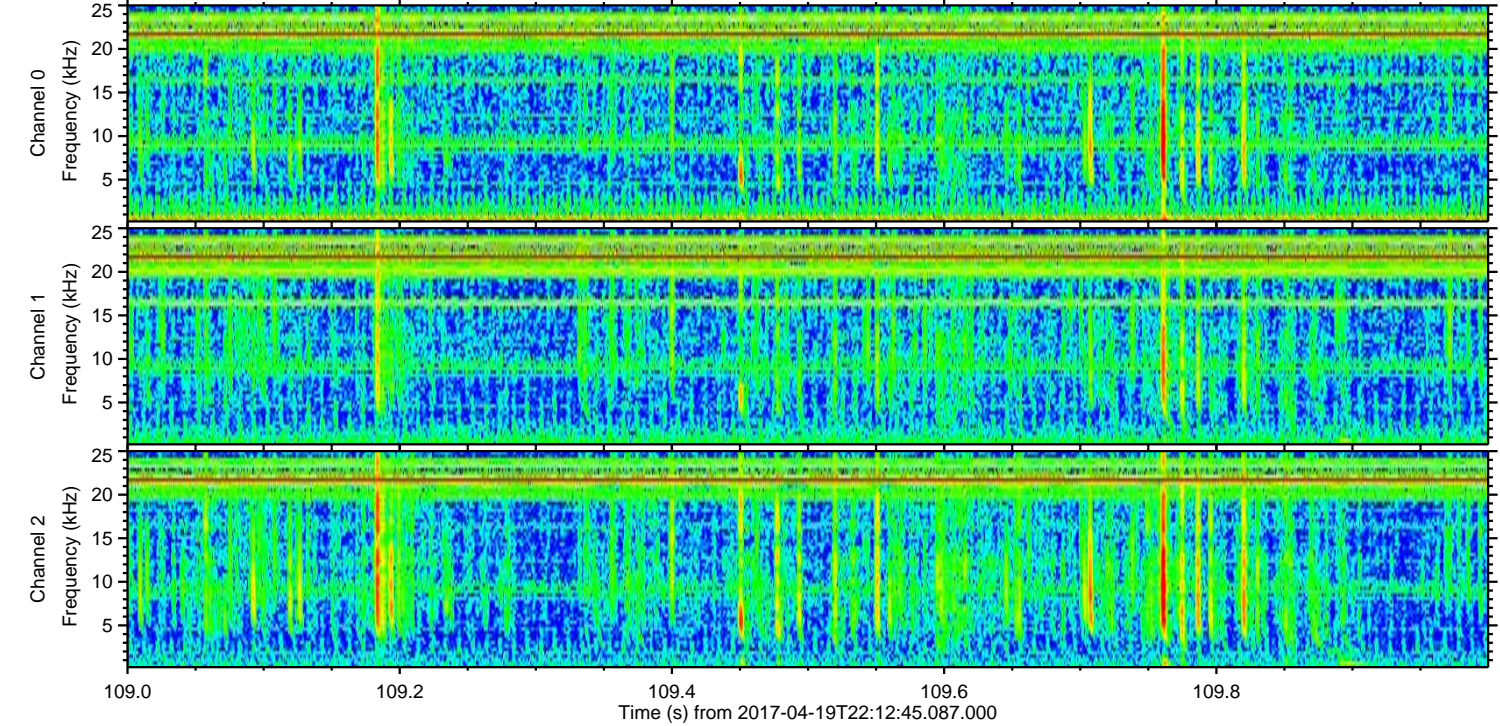 25
20
15
10
5
Channel 0
Frequency (kHz)
25
20
15
10
5
Channel 1
Frequency (kHz)
25
20
15
10
5
Channel 2
Frequency (kHz)
109.0 109.2 109.4 109.6 109.8
Time (s) from 2017-04-19T22:12:45.087.000